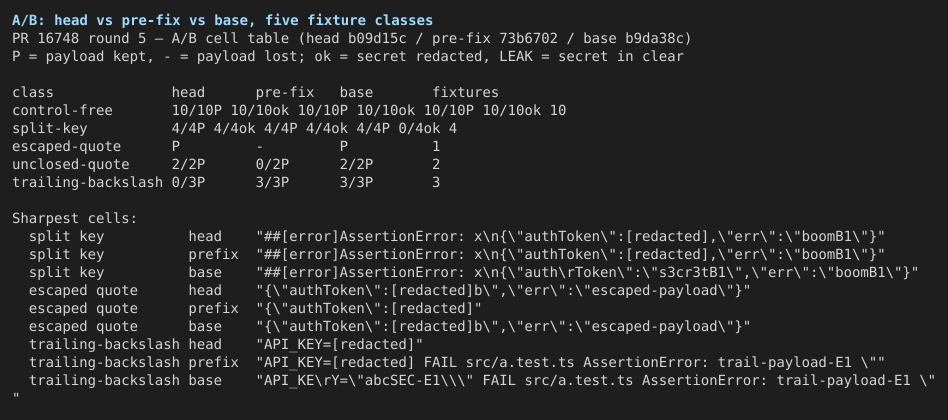 A/B: head vs pre-fix vs base, five fixture classes
PR 16748 round 5 — A/B cell table (head b09d15c / pre-fix 73b6702 / base b9da38c)
P = payload kept, - = payload lost; ok = secret redacted, LEAK = secret in clear
class head pre-fix base fixtures
control-free 10/10P 10/10ok 10/10P 10/10ok 10/10P 10/10ok 10
split-key 4/4P 4/4ok 4/4P 4/4ok 4/4P 0/4ok 4
escaped-quote P - P 1
unclosed-quote 2/2P 0/2P 2/2P 2
trailing-backslash 0/3P 3/3P 3/3P 3
Sharpest cells:
split key head "##[error]AssertionError: x\n{\"authToken\":[redacted],\"err\":\"boomB1\"}"
split key prefix "##[error]AssertionError: x\n{\"authToken\":[redacted],\"err\":\"boomB1\"}"
split key base "##[error]AssertionError: x\n{\"auth\rToken\":\"s3cr3tB1\",\"err\":\"boomB1\"}"
escaped quote head "{\"authToken\":[redacted]b\",\"err\":\"escaped-payload\"}"
escaped quote prefix "{\"authToken\":[redacted]"
escaped quote base "{\"authToken\":[redacted]b\",\"err\":\"escaped-payload\"}"
trailing-backslash head "API_KEY=[redacted]"
trailing-backslash prefix "API_KEY=[redacted] FAIL src/a.test.ts AssertionError: trail-payload-E1 \""
trailing-backslash base "API_KE\rY=\"abcSEC-E1\\\" FAIL src/a.test.ts AssertionError: trail-payload-E1 \"
"